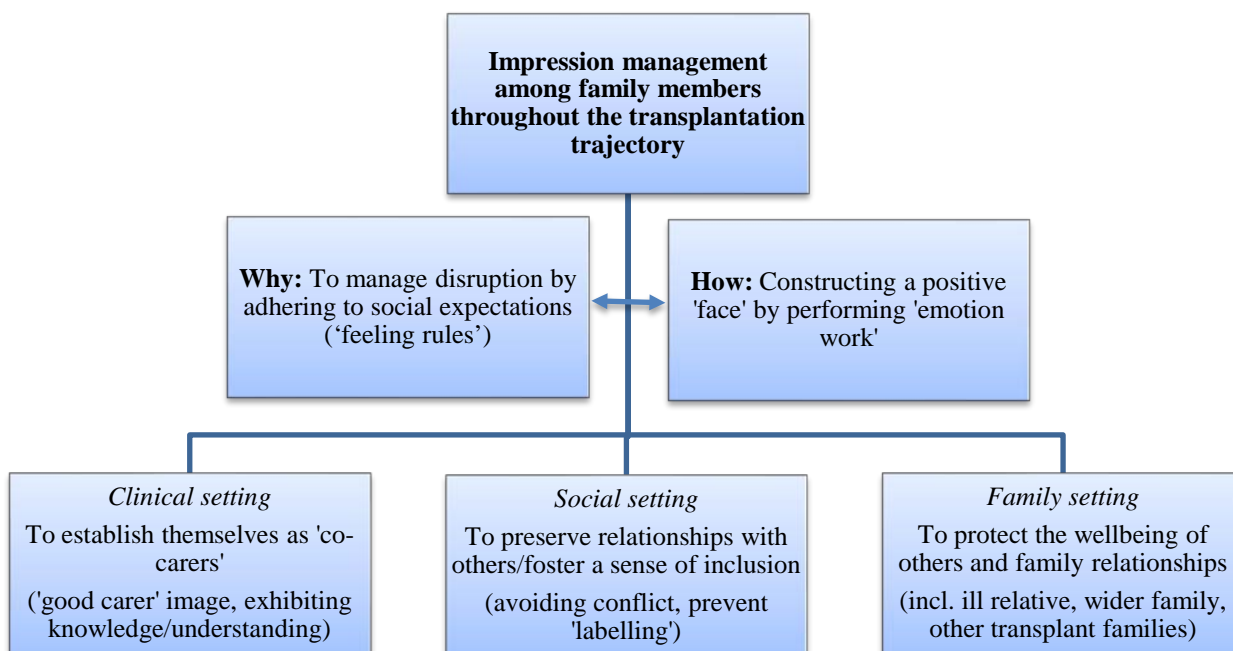 Impression management
among family members
throughout the transplantation
trajectory
Why: To manage disruption by
adhering to social expectations
(‘feeling rules’)
How: Constructing a positive
'face' by performing 'emotion
work'
Clinical setting
To establish themselves as 'co-
carers'
('good carer' image, exhibiting
knowledge/understanding)
Social setting
To preserve relationships with
others/foster a sense of inclusion
(avoiding conflict, prevent
'labelling')
Family setting
To protect the wellbeing of
others and family relationships
(incl. ill relative, wider family,
other transplant families)